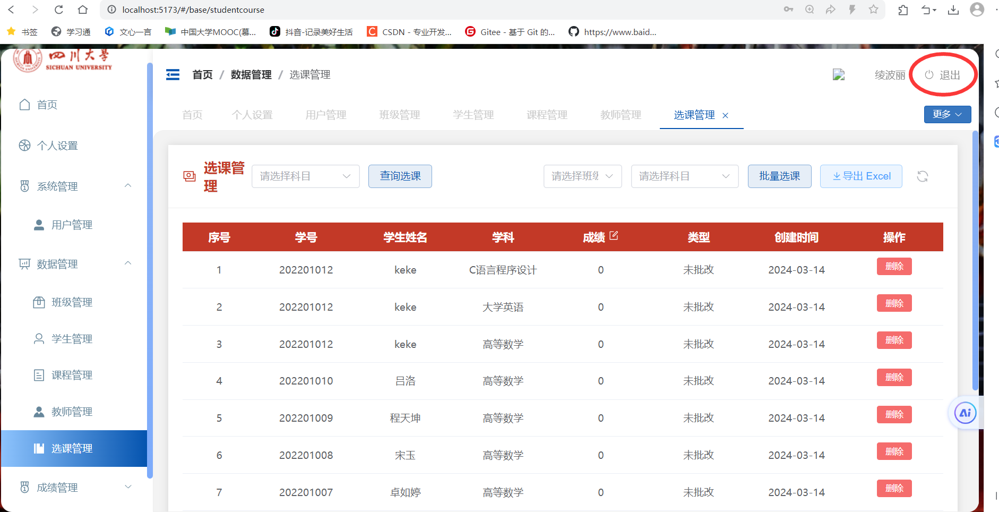 localhost:5173/#/base/studentcourse
书签 学习通 文心一言 中国大学MOOC(慕... 抖音-记录美好生活 CSDN - 专业开发... Gitee - 基于 Git 的... https://www.baid...
四川大学
SICHUAN UNIVERSITY
首页
个人设置
系统管理
用户管理
数据管理
班级管理
学生管理
课程管理
教师管理
选课管理
成绩管理
首页 / 数据管理 / 选课管理
绫波丽 退出
首页 个人设置 用户管理 班级管理 学生管理 课程管理 教师管理 选课管理 更多
选课管
理
请选择科目 查询选课 请选择班级 请选择科目 批量选课 导出 Excel
序号 学号 学生姓名 学科 成绩 类型 创建时间 操作
1 202201012 keke C语言程序设计 0 未批改 2024-03-14 删除
2 202201012 keke 大学英语 0 未批改 2024-03-14 删除
3 202201012 keke 高等数学 0 未批改 2024-03-14 删除
4 202201010 吕洛 高等数学 0 未批改 2024-03-14 删除
5 202201009 程天坤 高等数学 0 未批改 2024-03-14 删除
6 202201008 宋玉 高等数学 0 未批改 2024-03-14 删除
7 202201007 卓如婷 高等数学 0 未批改 2024-03-14 删除
Ai